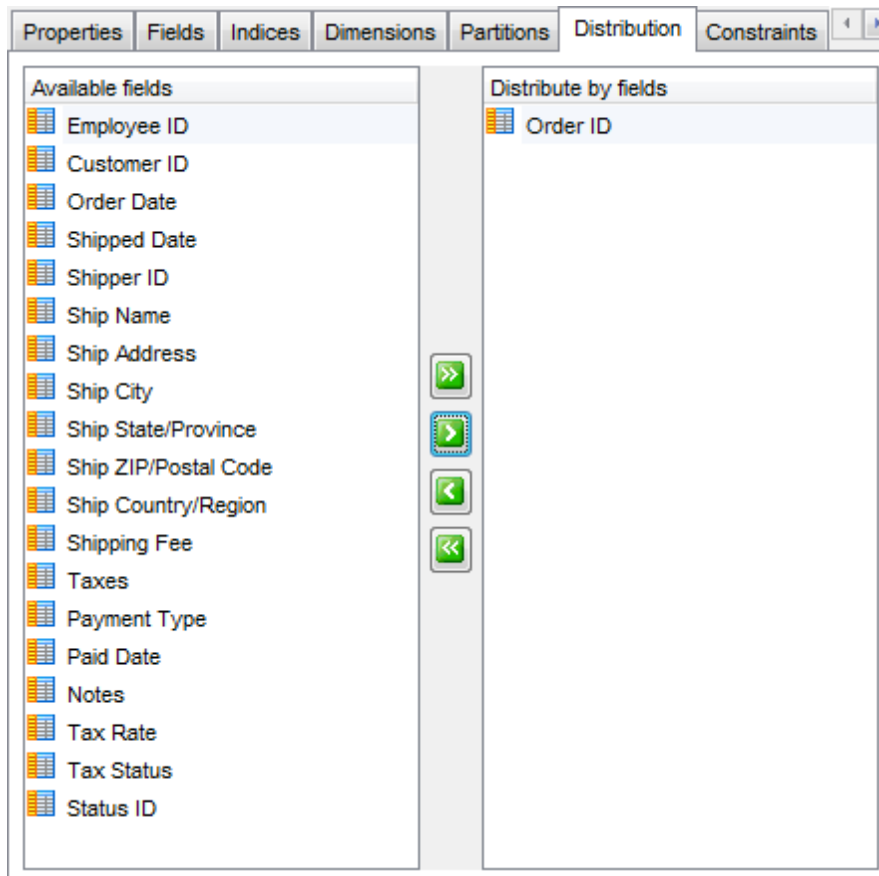 Properties Fields Indices Dimensions Partitions Distribution Constraints
Available fields
Employee ID
Customer ID
Order Date
Shipped Date
Shipper ID
Ship Name
Ship Address
Ship City
Ship State/Province
Ship ZIP/Postal Code
Ship Country/Region
Shipping Fee
Taxes
Payment Type
Paid Date
Notes
Tax Rate
Tax Status
Status ID
Distribute by fields
Order ID